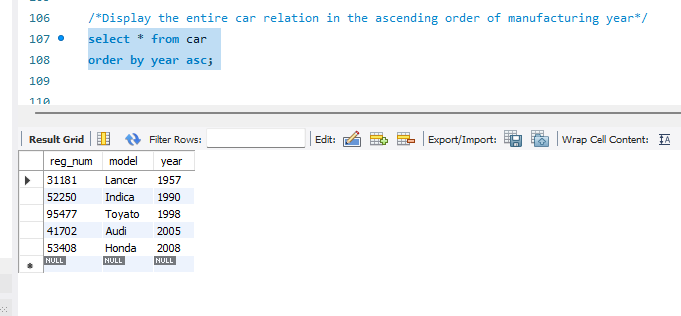 106 /*Display the entire car relation in the ascending order of manufacturing year*/
107 select * from car
108 order by year asc;
109
110
Result Grid Filter Rows: Edit: Export/Import: Wrap Cell Content: IA
reg_num model year
31181 Lancer 1957
52250 Indica 1990
95477 Toyato 1998
41702 Audi 2005
53408 Honda 2008
NULL NULL NULL